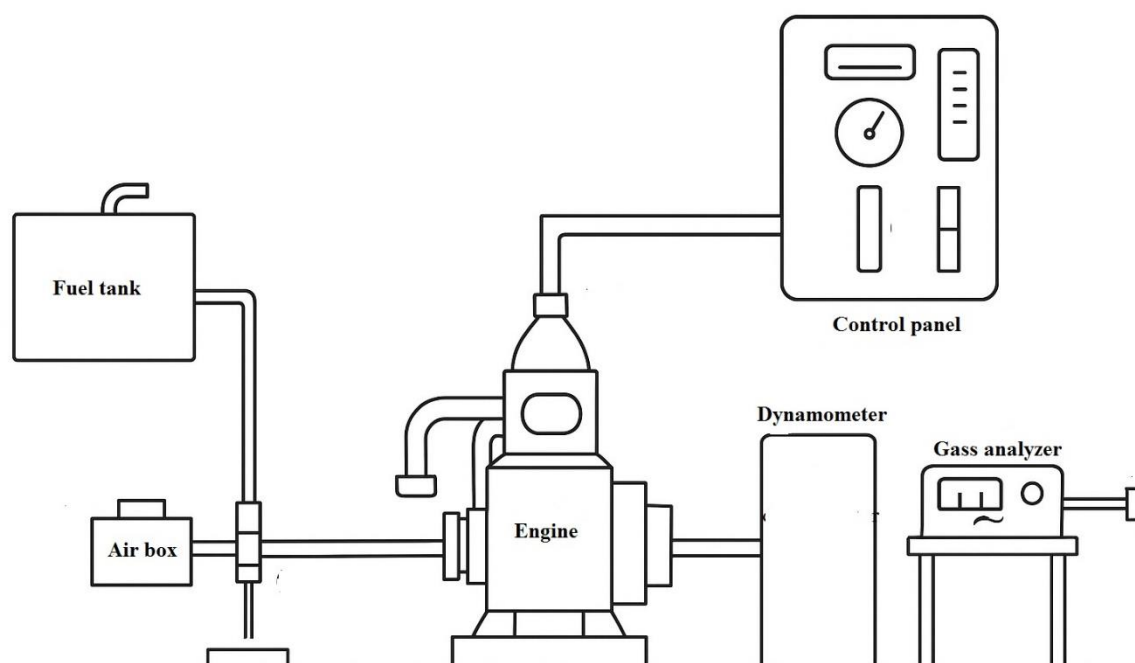 Fuel tank
Control panel
Dynamometer
Gass analyzer
Engine
Air box